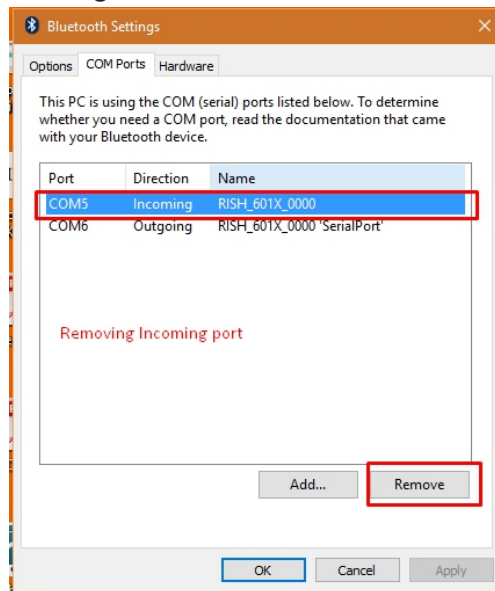 Bluetooth Settings
Options COM Ports Hardware
This PC is using the COM (serial) ports listed below. To determine
whether you need a COM port, read the documentation that came
with your Bluetooth device.
Port Direction Name
COM5 Incoming RISH_601X_0000
COM6 Outgoing RISH_601X_0000 'SerialPort'
Removing Incoming port
Add... Remove
OK Cancel Apply